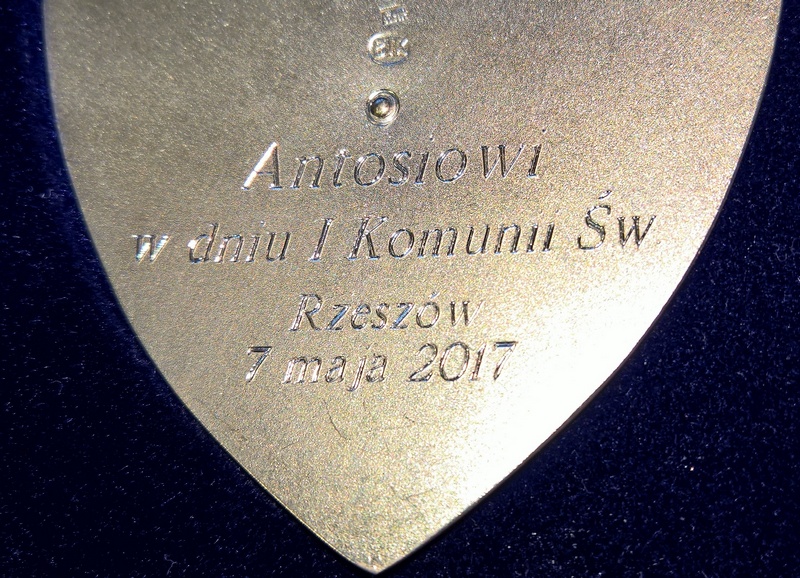 Antosiowi
w dniu I Komunii Św
Rzeszów
7 maja 2017